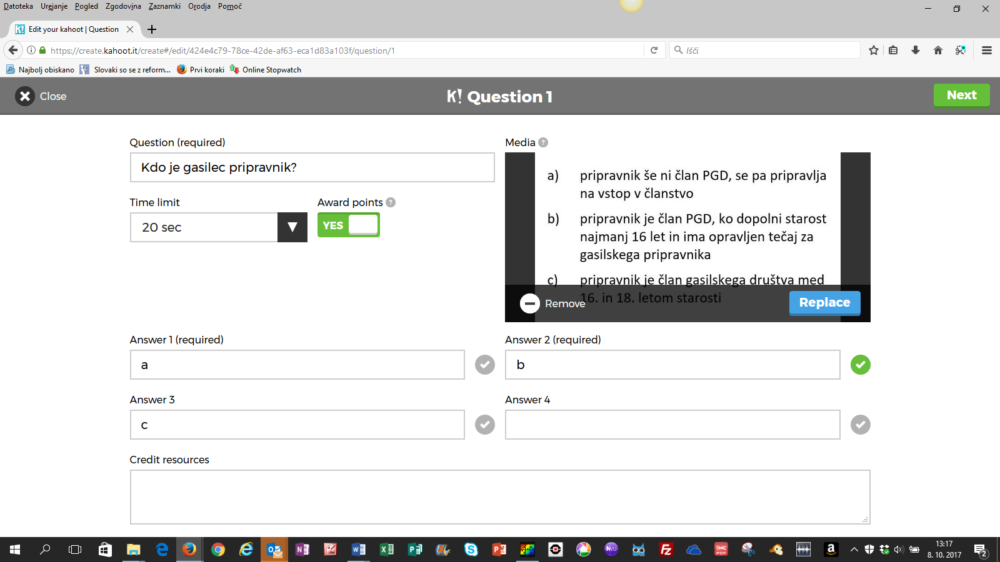 Datoteka Urejanje Pogled Zgodovina Zaznamki Orodja Pomoč
K! Edit your kahoot | Question
https://create.kahoot.it/create#/edit/424e4c79-78ce-42de-af63-eca1d83a103f/question/1
Išči
Najbolj obiskano Slovaki so se z reform... Prvi koraki Online Stopwatch
Close
K! Question 1
Next
Question (required)
Kdo je gasilec pripravnik?
Time limit
20 sec
Award points ?
YES
Media ?
a) pripravnik še ni član PGD, se pa pripravlja
na vstop v članstvo
b) pripravnik je član PGD, ko dopolni starost
najmanj 16 let in ima opravljen tečaj za
gasilskega pripravnika
c) pripravnik je član gasilskega društva med
16. in 18. letom starosti
Remove
Replace
Answer 1 (required)
a
Answer 2 (required)
b
Answer 3
c
Answer 4
Credit resources
13:17
8. 10. 2017
2